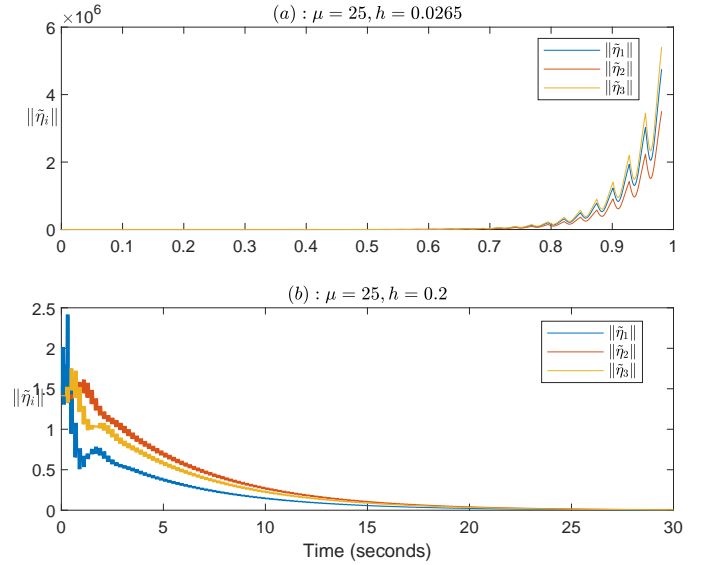 (a) : μ = 25, h = 0.0265
×10⁶
6
4
2
0
‖η̃ᵢ‖
‖η̃₁‖
‖η̃₂‖
‖η̃₃‖
0 0.1 0.2 0.3 0.4 0.5 0.6 0.7 0.8 0.9 1
(b) : μ = 25, h = 0.2
2.5
2
1.5
1
0.5
0
‖η̃ᵢ‖
‖η̃₁‖
‖η̃₂‖
‖η̃₃‖
0 5 10 15 20 25 30
Time (seconds)